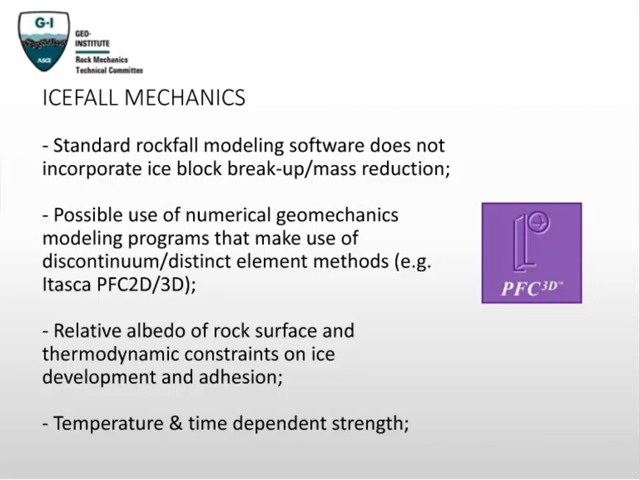 G-I
ASCE
GEO-
INSTITUTE
Rock Mechanics
Technical Committee
ICEFALL MECHANICS
- Standard rockfall modeling software does not
incorporate ice block break-up/mass reduction;
- Possible use of numerical geomechanics
modeling programs that make use of
discontinuum/distinct element methods (e.g.
Itasca PFC2D/3D);
PFC3D™
- Relative albedo of rock surface and
thermodynamic constraints on ice
development and adhesion;
- Temperature & time dependent strength;